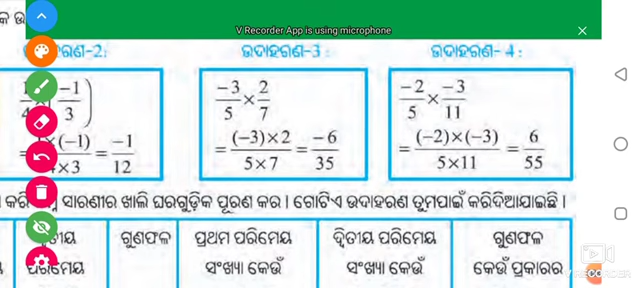 V Recorder App is using microphone
ଉଦାହରଣ-3 :
ଉଦାହରଣ- 4 :
-1/3)
-3/5 × 2/7
-2/5 × -3/11
×(-1) / ×3 = -1/12
= (-3)×2 / 5×7 = -6/35
= (-2)×(-3) / 5×11 = 6/55
ସାରଣୀର ଖାଲି ଘରଗୁଡ଼ିକ ପୂରଣ କର । ଗୋଟିଏ ଉଦାହରଣ ତୁମପାଇଁ କରିଦିଆଯାଇଛି ।
ଗୁଣଫଳ ପ୍ରଥମ ପରିମେୟ ଦ୍ୱିତୀୟ ପରିମେୟ ଗୁଣଫଳ
ପରିମେୟ ସଂଖ୍ୟା କେଉଁ ସଂଖ୍ୟା କେଉଁ କେଉଁ ପ୍ରକାରର